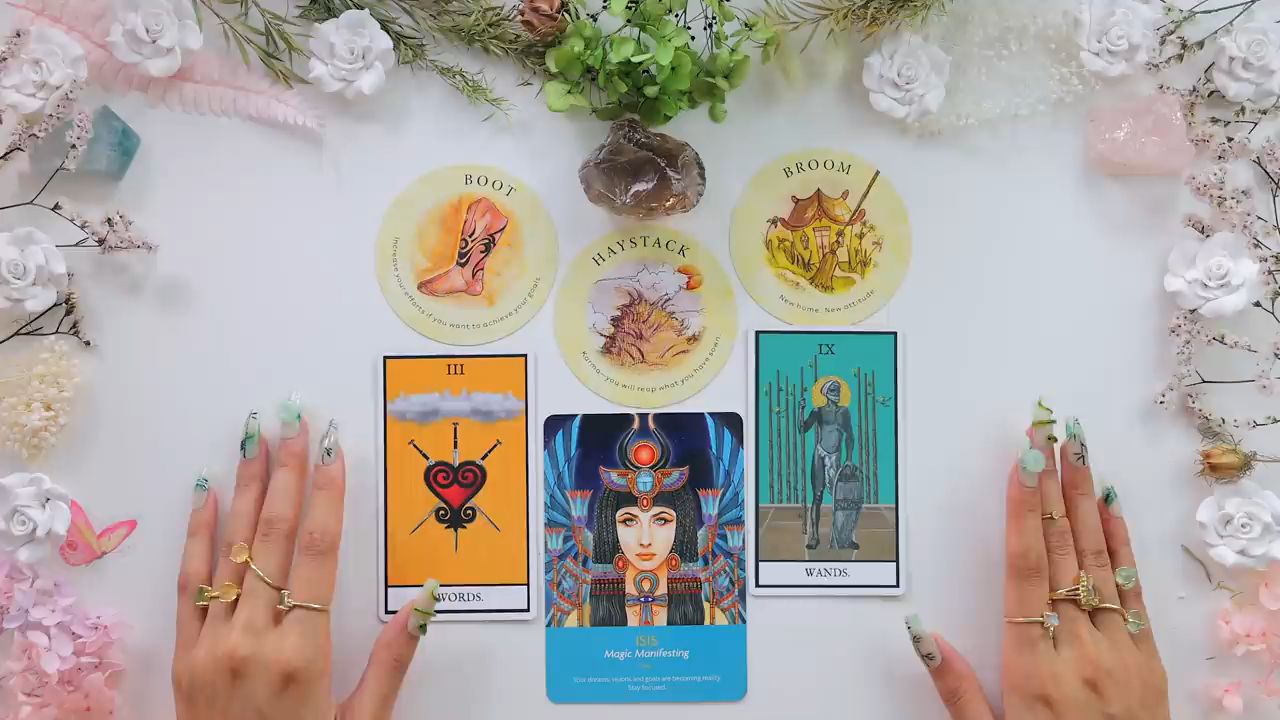 BOOT
Increase your efforts if you want to achieve your goals.
HAYSTACK
Karma—you will reap what you have sown.
BROOM
New home. New attitude.
III
WORDS.
IX
WANDS.
ISIS
Magic Manifesting
Your dreams, visions and goals are becoming reality.
Stay focused.